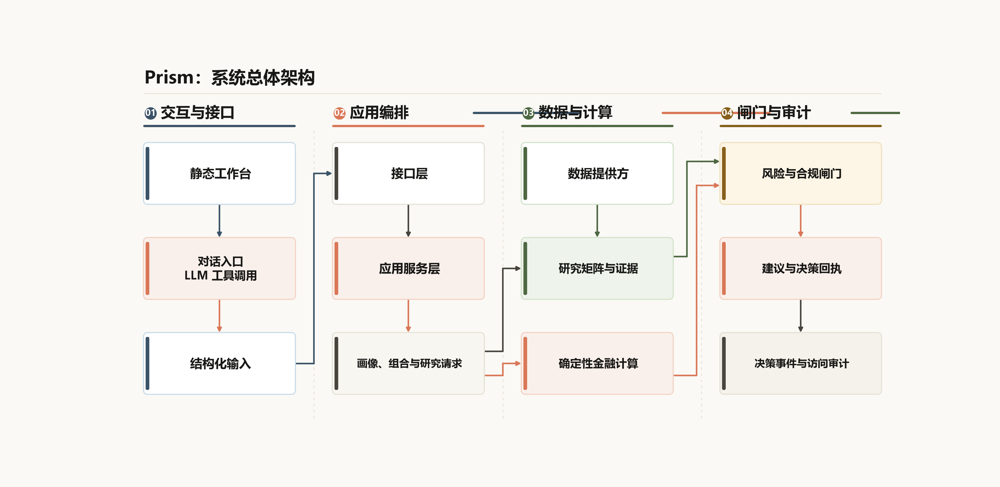 Prism：系统总体架构
01 交互与接口
02 应用编排
03 数据与计算
04 闸门与审计
静态工作台
接口层
数据提供方
风险与合规闸门
对话入口
LLM 工具调用
应用服务层
研究矩阵与证据
建议与决策回执
结构化输入
画像、组合与研究请求
确定性金融计算
决策事件与访问审计